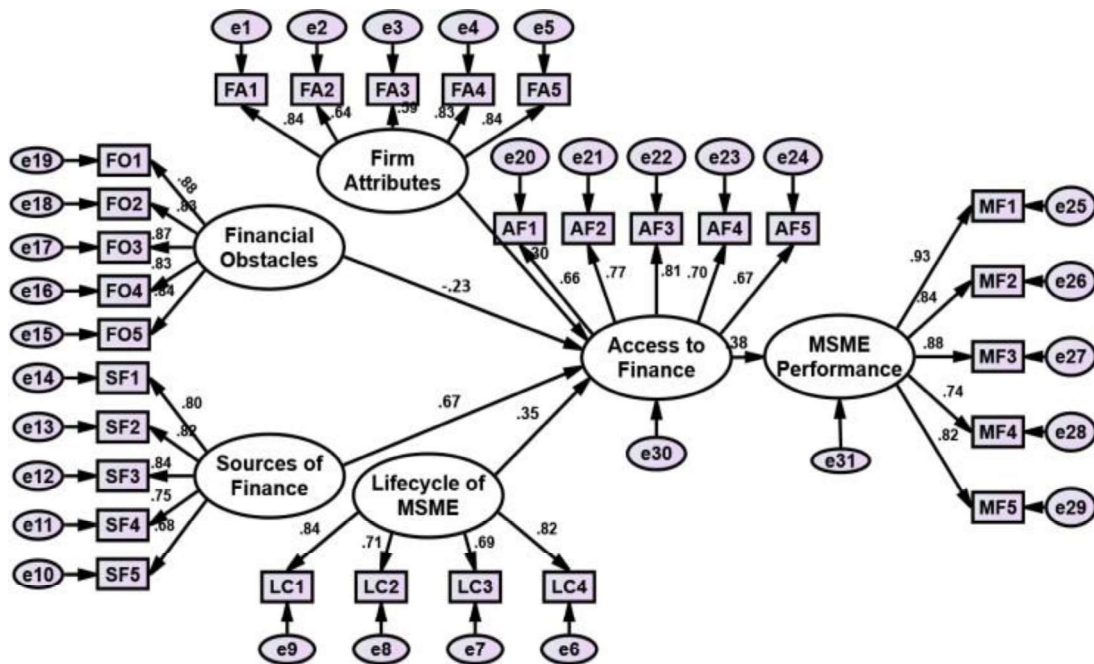 e1 e2 e3 e4 e5
FA1 FA2 FA3 FA4 FA5
.84 .64 .59 .83 .84
Firm
Attributes
e19 FO1
e18 FO2
e17 FO3
e16 FO4
e15 FO5
.88
.83
.87
.83
.84
Financial
Obstacles
e20 e21 e22 e23 e24
AF1 AF2 AF3 AF4 AF5
.30
.66 .77 .81 .70 .67
-.23
Access to
Finance
.38
MSME
Performance
MF1 e25
MF2 e26
MF3 e27
MF4 e28
MF5 e29
.93
.84
.88
.74
.82
e14 SF1
e13 SF2
e12 SF3
e11 SF4
e10 SF5
.80
.82
.84
.75
.68
Sources of
Finance
.67
.35
e30
e31
Lifecycle of
MSME
.84 .71 .69 .82
LC1 LC2 LC3 LC4
e9 e8 e7 e6